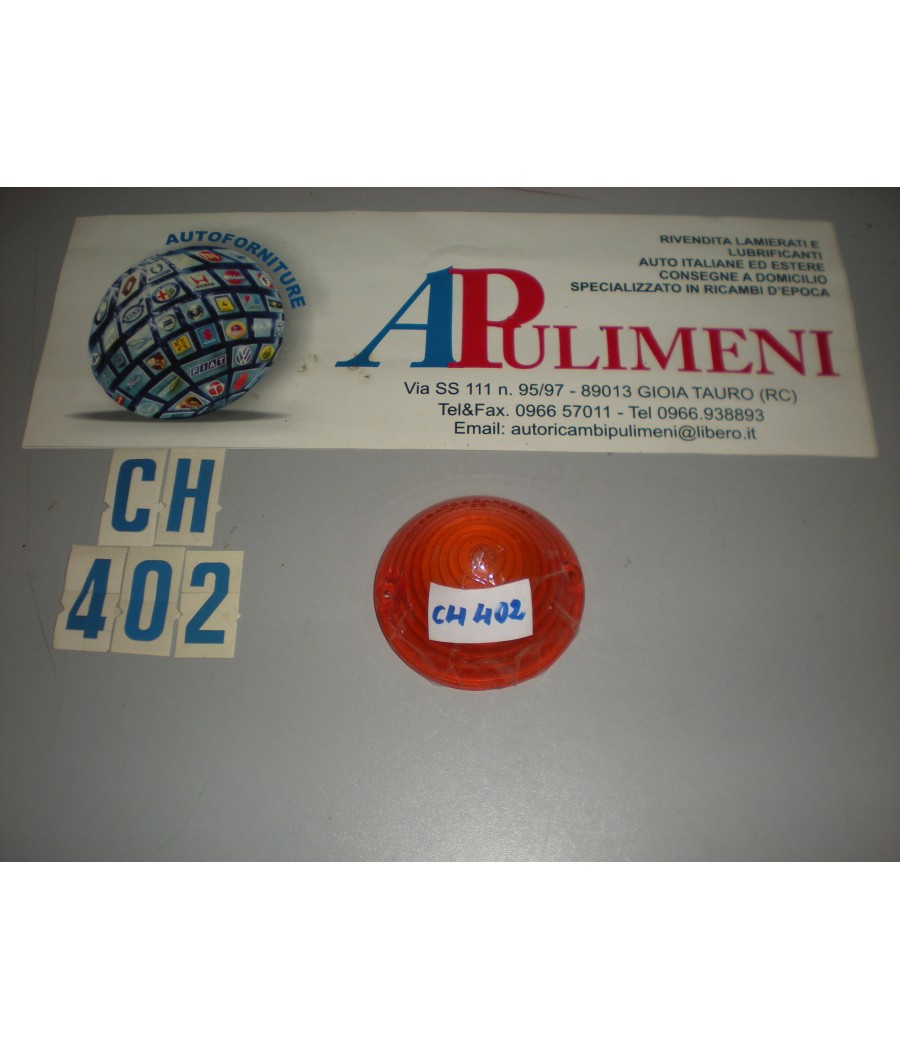 AUTOFORNITURE
RIVENDITA LAMIERATI E
LUBRIFICANTI
AUTO ITALIANE ED ESTERE
CONSEGNE A DOMICILIO
SPECIALIZZATO IN RICAMBI D'EPOCA
APULIMENI
Via SS 111 n. 95/97 - 89013 GIOIA TAURO (RC)
Tel&Fax. 0966 57011 - Tel 0966.938893
Email: autoricambipulimeni@libero.it
FIAT
CH
402
CH 402